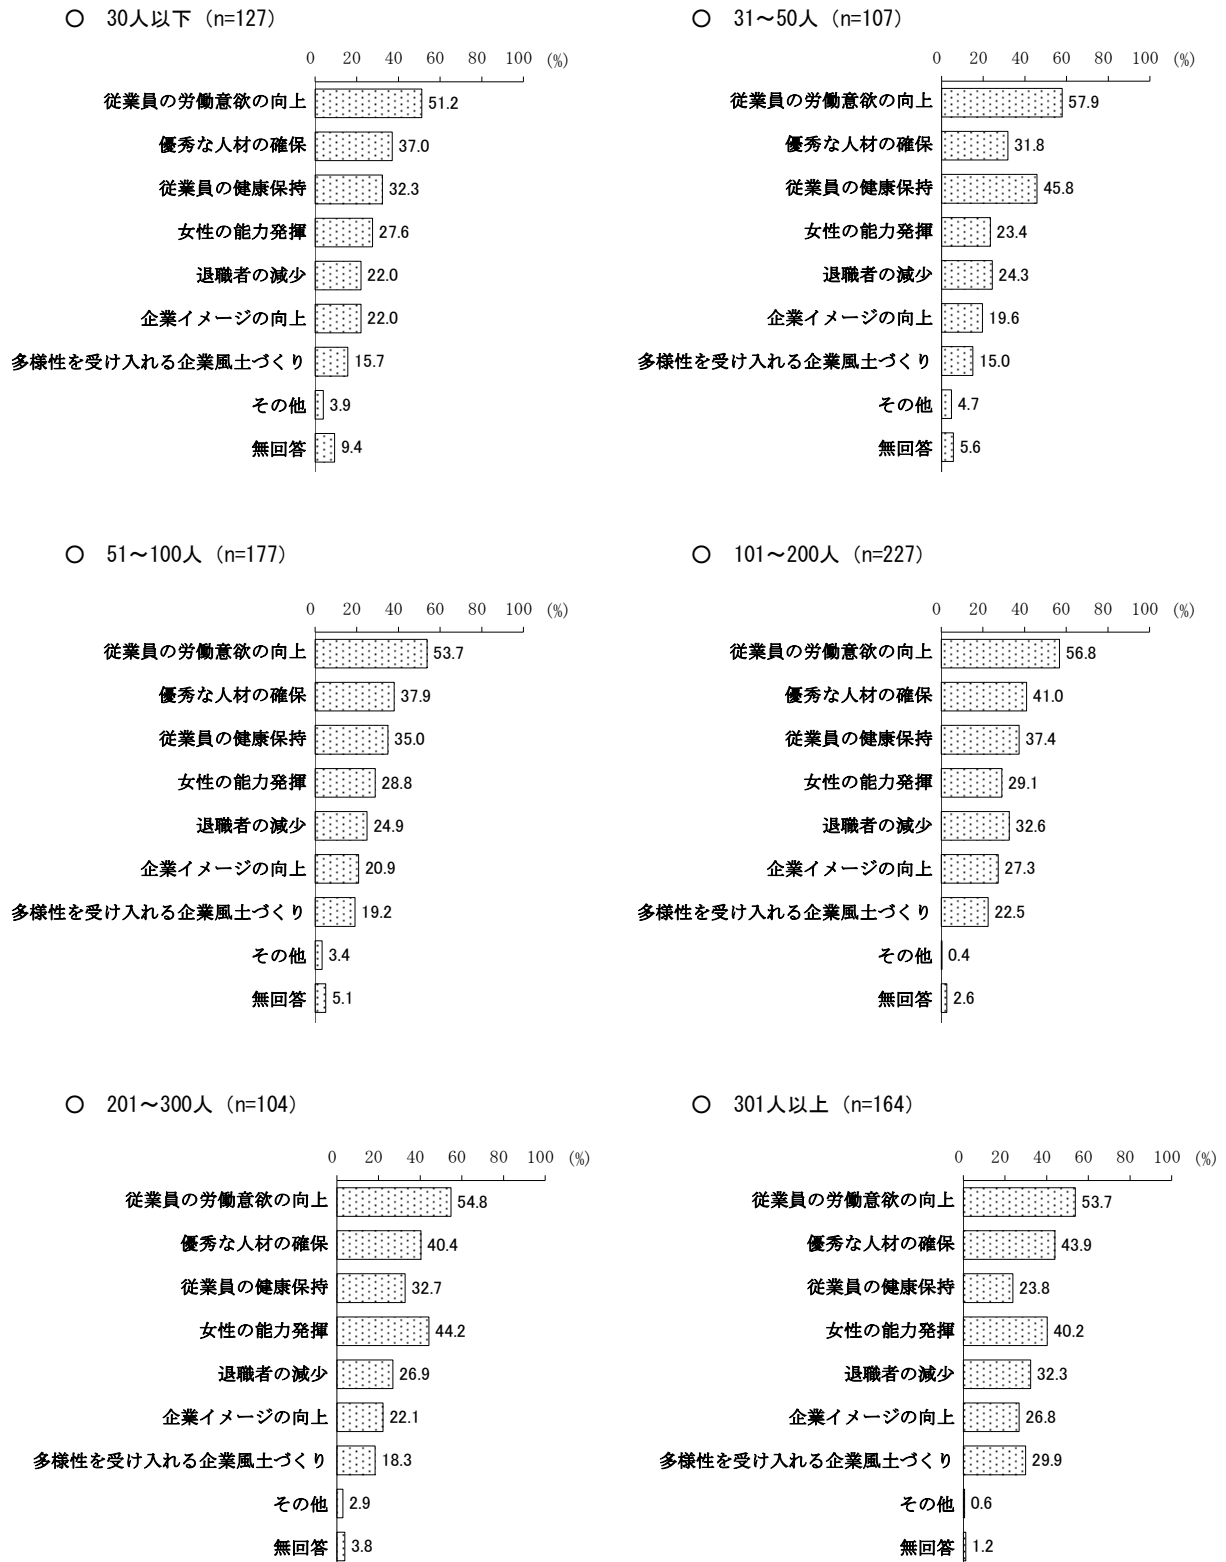 ○ 30人以下（n=127）
0 20 40 60 80 100 (%)
従業員の労働意欲の向上 51.2
優秀な人材の確保 37.0
従業員の健康保持 32.3
女性の能力発揮 27.6
退職者の減少 22.0
企業イメージの向上 22.0
多様性を受け入れる企業風土づくり 15.7
その他 3.9
無回答 9.4
○ 31～50人（n=107）
0 20 40 60 80 100 (%)
従業員の労働意欲の向上 57.9
優秀な人材の確保 31.8
従業員の健康保持 45.8
女性の能力発揮 23.4
退職者の減少 24.3
企業イメージの向上 19.6
多様性を受け入れる企業風土づくり 15.0
その他 4.7
無回答 5.6
○ 51～100人（n=177）
0 20 40 60 80 100 (%)
従業員の労働意欲の向上 53.7
優秀な人材の確保 37.9
従業員の健康保持 35.0
女性の能力発揮 28.8
退職者の減少 24.9
企業イメージの向上 20.9
多様性を受け入れる企業風土づくり 19.2
その他 3.4
無回答 5.1
○ 101～200人（n=227）
0 20 40 60 80 100 (%)
従業員の労働意欲の向上 56.8
優秀な人材の確保 41.0
従業員の健康保持 37.4
女性の能力発揮 29.1
退職者の減少 32.6
企業イメージの向上 27.3
多様性を受け入れる企業風土づくり 22.5
その他 0.4
無回答 2.6
○ 201～300人（n=104）
0 20 40 60 80 100 (%)
従業員の労働意欲の向上 54.8
優秀な人材の確保 40.4
従業員の健康保持 32.7
女性の能力発揮 44.2
退職者の減少 26.9
企業イメージの向上 22.1
多様性を受け入れる企業風土づくり 18.3
その他 2.9
無回答 3.8
○ 301人以上（n=164）
0 20 40 60 80 100 (%)
従業員の労働意欲の向上 53.7
優秀な人材の確保 43.9
従業員の健康保持 23.8
女性の能力発揮 40.2
退職者の減少 32.3
企業イメージの向上 26.8
多様性を受け入れる企業風土づくり 29.9
その他 0.6
無回答 1.2